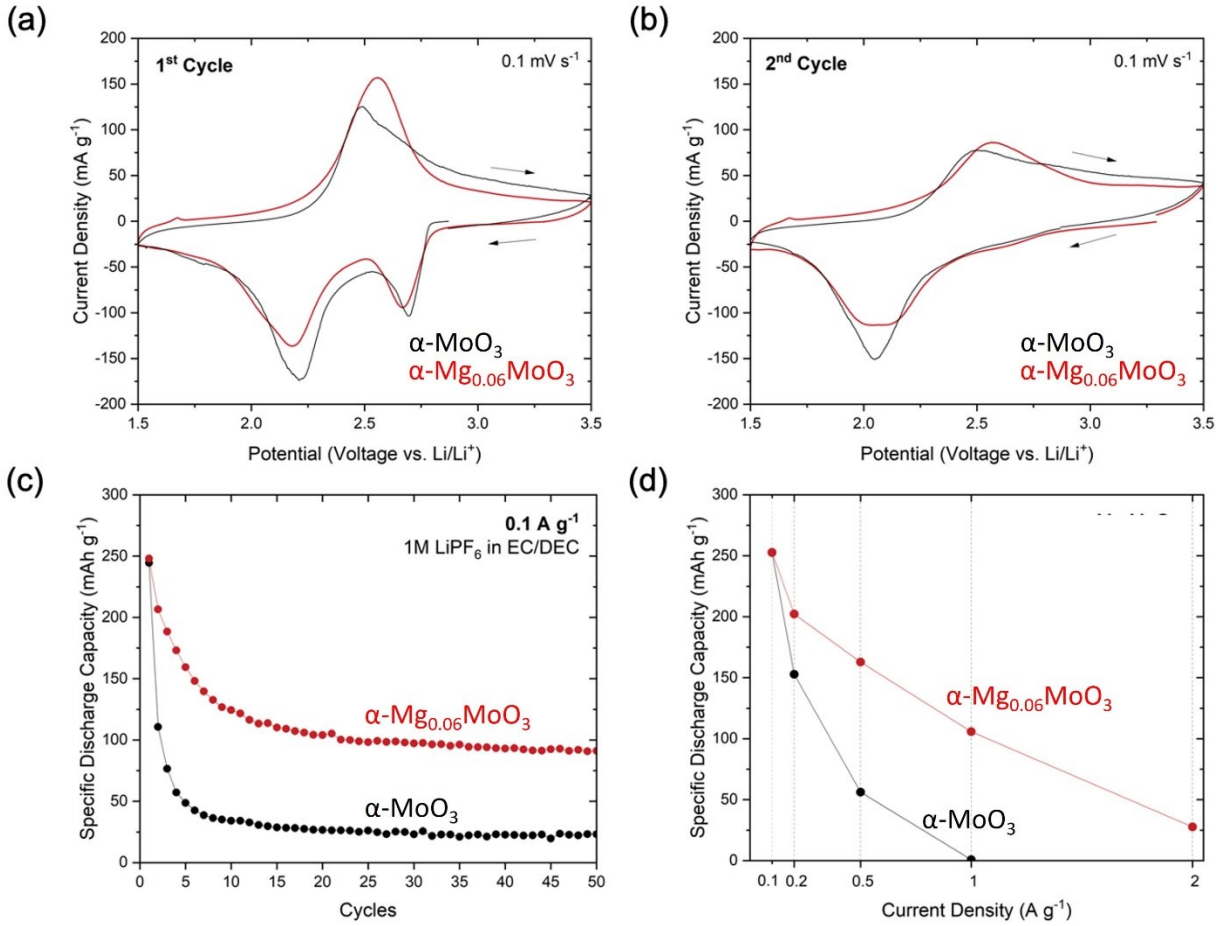 (a)
200
150
100
50
0
-50
-100
-150
-200
1st Cycle
0.1 mV s-1
α-MoO3
α-Mg0.06MoO3
1.5
2.0
2.5
3.0
3.5
Potential (Voltage vs. Li/Li+)
Current Density (mA g-1)
(b)
200
150
100
50
0
-50
-100
-150
-200
2nd Cycle
0.1 mV s-1
α-MoO3
α-Mg0.06MoO3
1.5
2.0
2.5
3.0
3.5
Potential (Voltage vs. Li/Li+)
Current Density (mA g-1)
(c)
300
250
200
150
100
50
0
0.1 A g-1
1M LiPF6 in EC/DEC
α-Mg0.06MoO3
α-MoO3
0
5
10
15
20
25
30
35
40
45
50
Cycles
Specific Discharge Capacity (mAh g-1)
(d)
300
250
200
150
100
50
0
α-Mg0.06MoO3
α-MoO3
0.1
0.2
0.5
1
2
Current Density (A g-1)
Specific Discharge Capacity (mAh g-1)